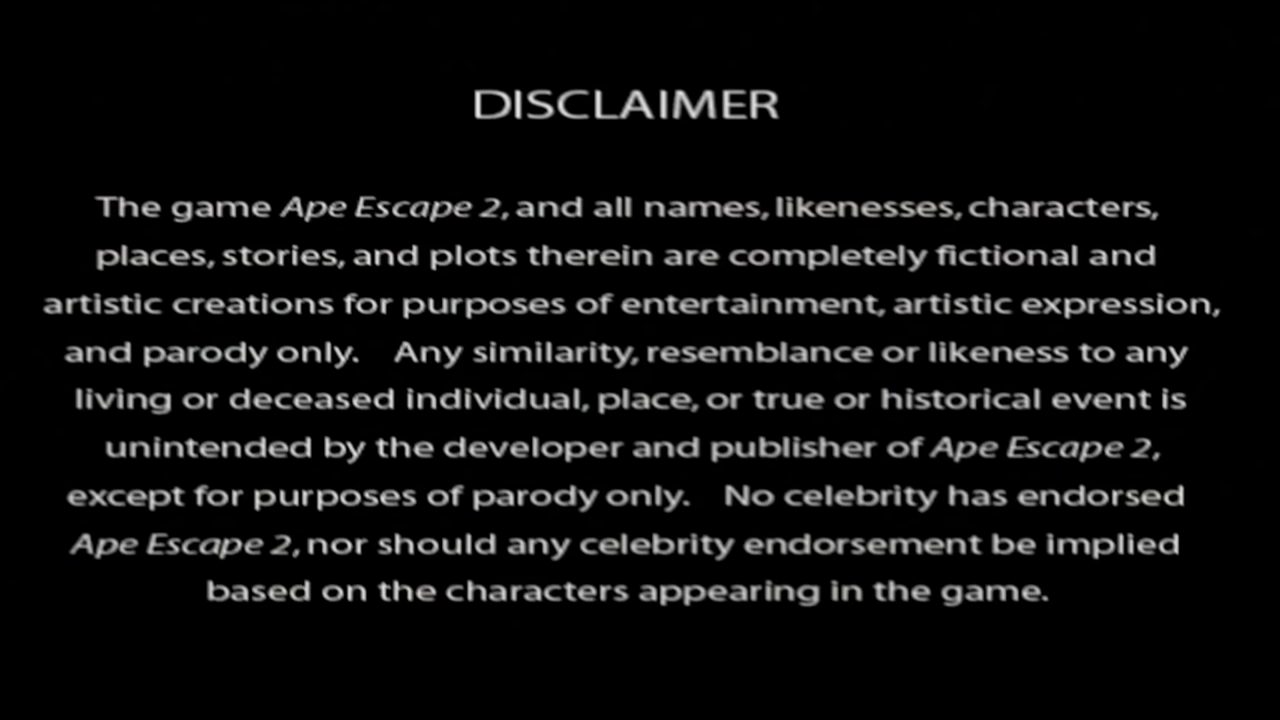 DISCLAIMER
The game Ape Escape 2, and all names, likenesses, characters,
places, stories, and plots therein are completely fictional and
artistic creations for purposes of entertainment, artistic expression,
and parody only. Any similarity, resemblance or likeness to any
living or deceased individual, place, or true or historical event is
unintended by the developer and publisher of Ape Escape 2,
except for purposes of parody only. No celebrity has endorsed
Ape Escape 2, nor should any celebrity endorsement be implied
based on the characters appearing in the game.